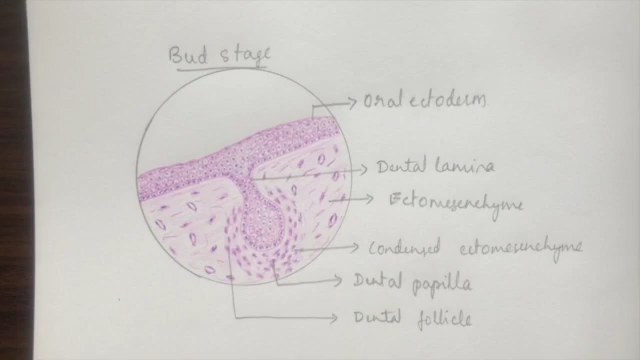 Bud stage
Oral ectoderm
Dental lamina
Ectomesenchyme
Condensed ectomesenchyme
Dental papilla
Dental follicle